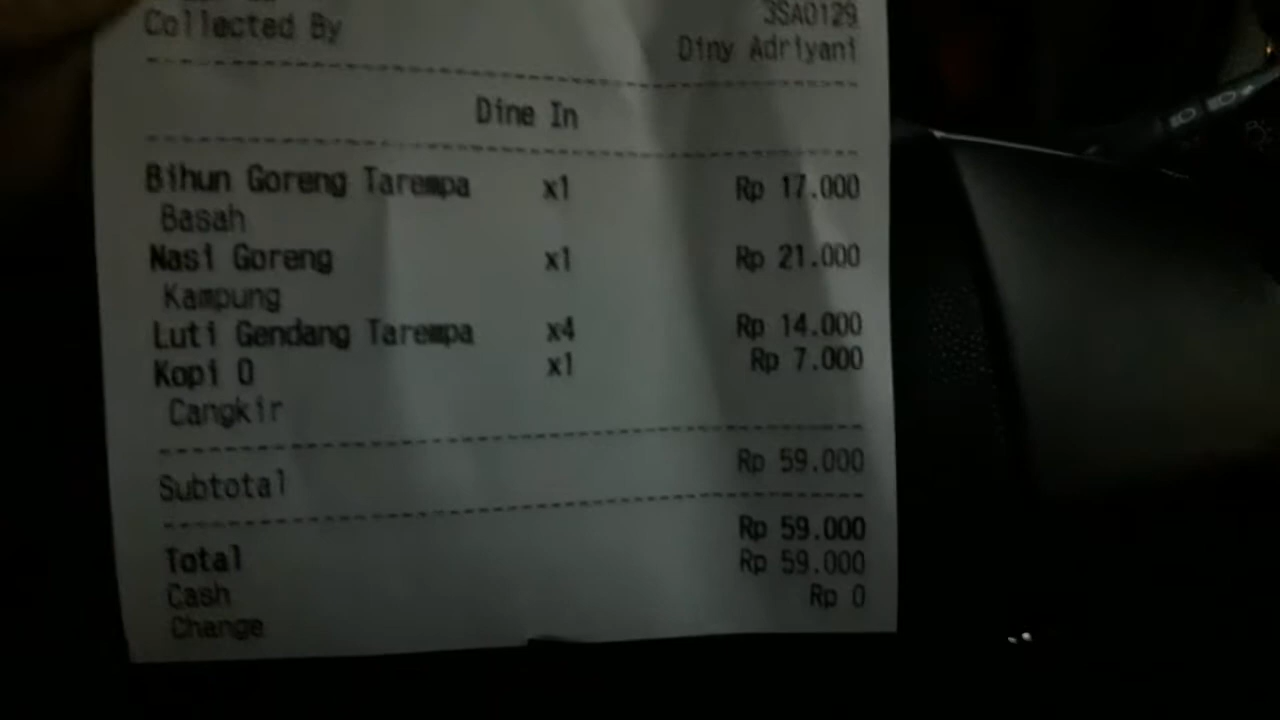 3SA0129
Collected By Diny Adriyani
Dine In
Bihun Goreng Tarempa x1 Rp 17.000
Basah
Nasi Goreng x1 Rp 21.000
Kampung
Luti Gendang Tarempa x4 Rp 14.000
Kopi O x1 Rp 7.000
Cangkir
Subtotal Rp 59.000
Total Rp 59.000
Cash Rp 59.000
Change Rp 0